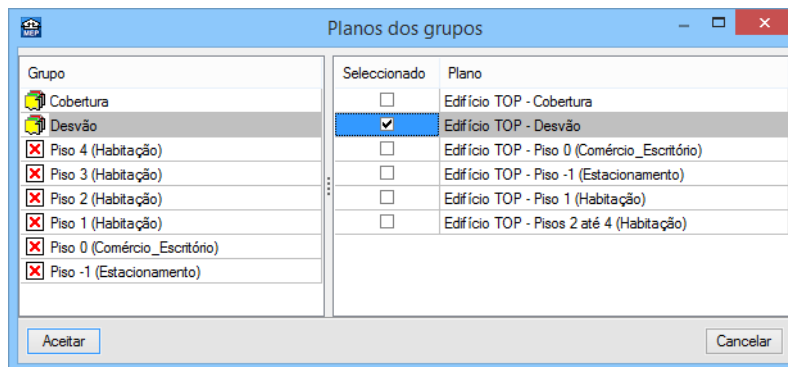 MEP Planos dos grupos
Grupo
Cobertura
Desvão
Piso 4 (Habitação)
Piso 3 (Habitação)
Piso 2 (Habitação)
Piso 1 (Habitação)
Piso 0 (Comércio_Escritório)
Piso -1 (Estacionamento)
Seleccionado Plano
Edifício TOP - Cobertura
Edifício TOP - Desvão
Edifício TOP - Piso 0 (Comércio_Escritório)
Edifício TOP - Piso -1 (Estacionamento)
Edifício TOP - Piso 1 (Habitação)
Edifício TOP - Pisos 2 até 4 (Habitação)
Aceitar Cancelar